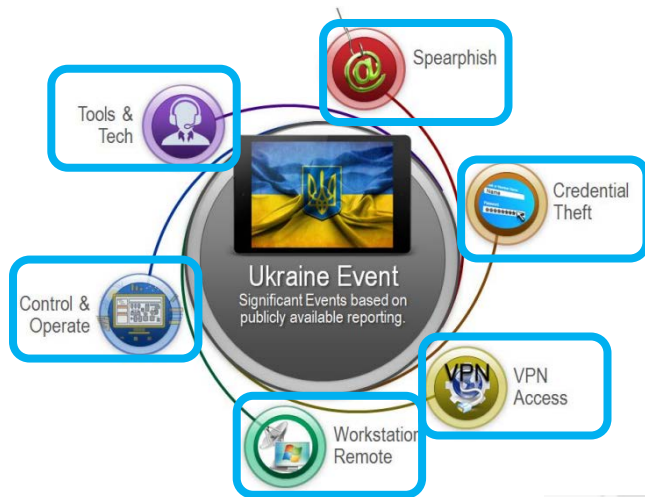 Spearphish
Tools &
Tech
Credential
Theft
Ukraine Event
Significant Events based on
publicly available reporting.
Control &
Operate
VPN
VPN
Access
Workstation
Remote